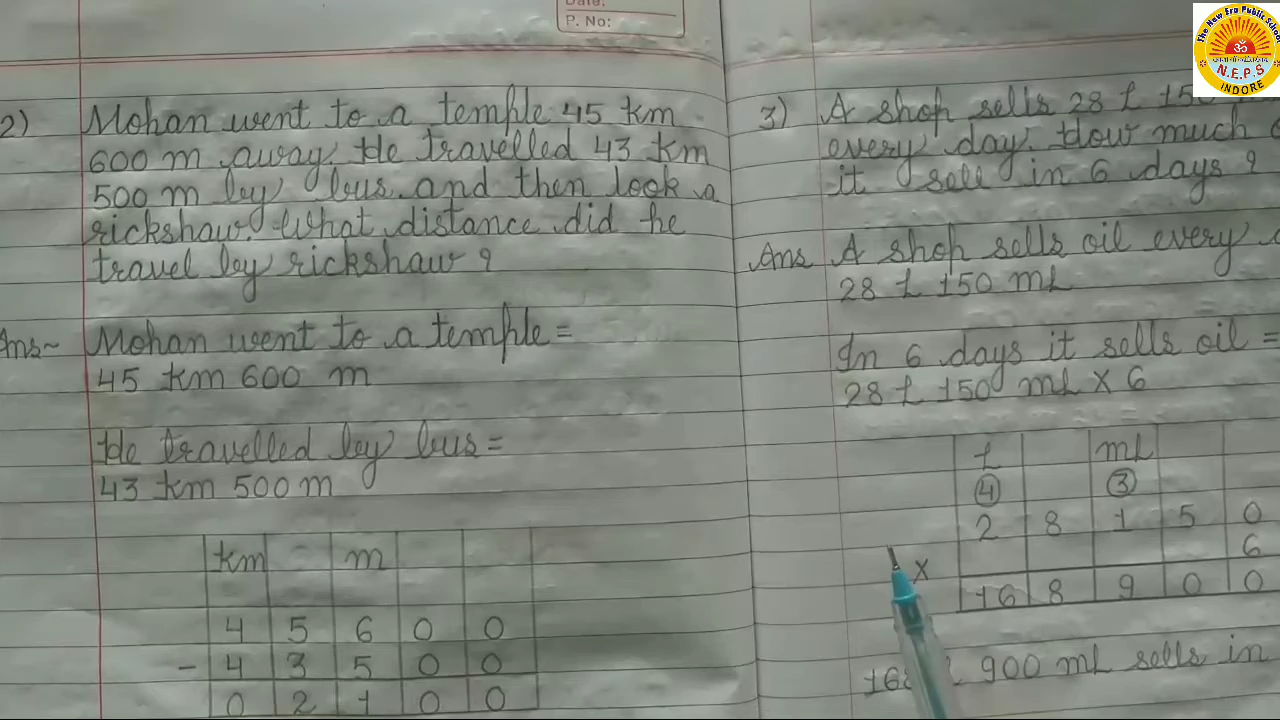 Date:
P. No:
The New Era Public School
N.E.P.S
INDORE
2) Mohan went to a temple 45 km
600 m away. He travelled 43 km
500 m by bus and then took a
rickshaw. What distance did he
travel by rickshaw ?
Ans~ Mohan went to a temple =
45 km 600 m
He travelled by bus =
43 km 500 m
km m
4 5 6 0 0
- 4 3 5 0 0
0 2 1 0 0
3) A shop sells 28 L 150
every day. How much
it sell in 6 days ?
Ans A shop sells oil every
28 L 150 mL
In 6 days it sells oil =
28 L 150 mL × 6
L mL
4 3
2 8 1 5 0
× 6
16 8 9 0 0
168 L 900 mL sells in